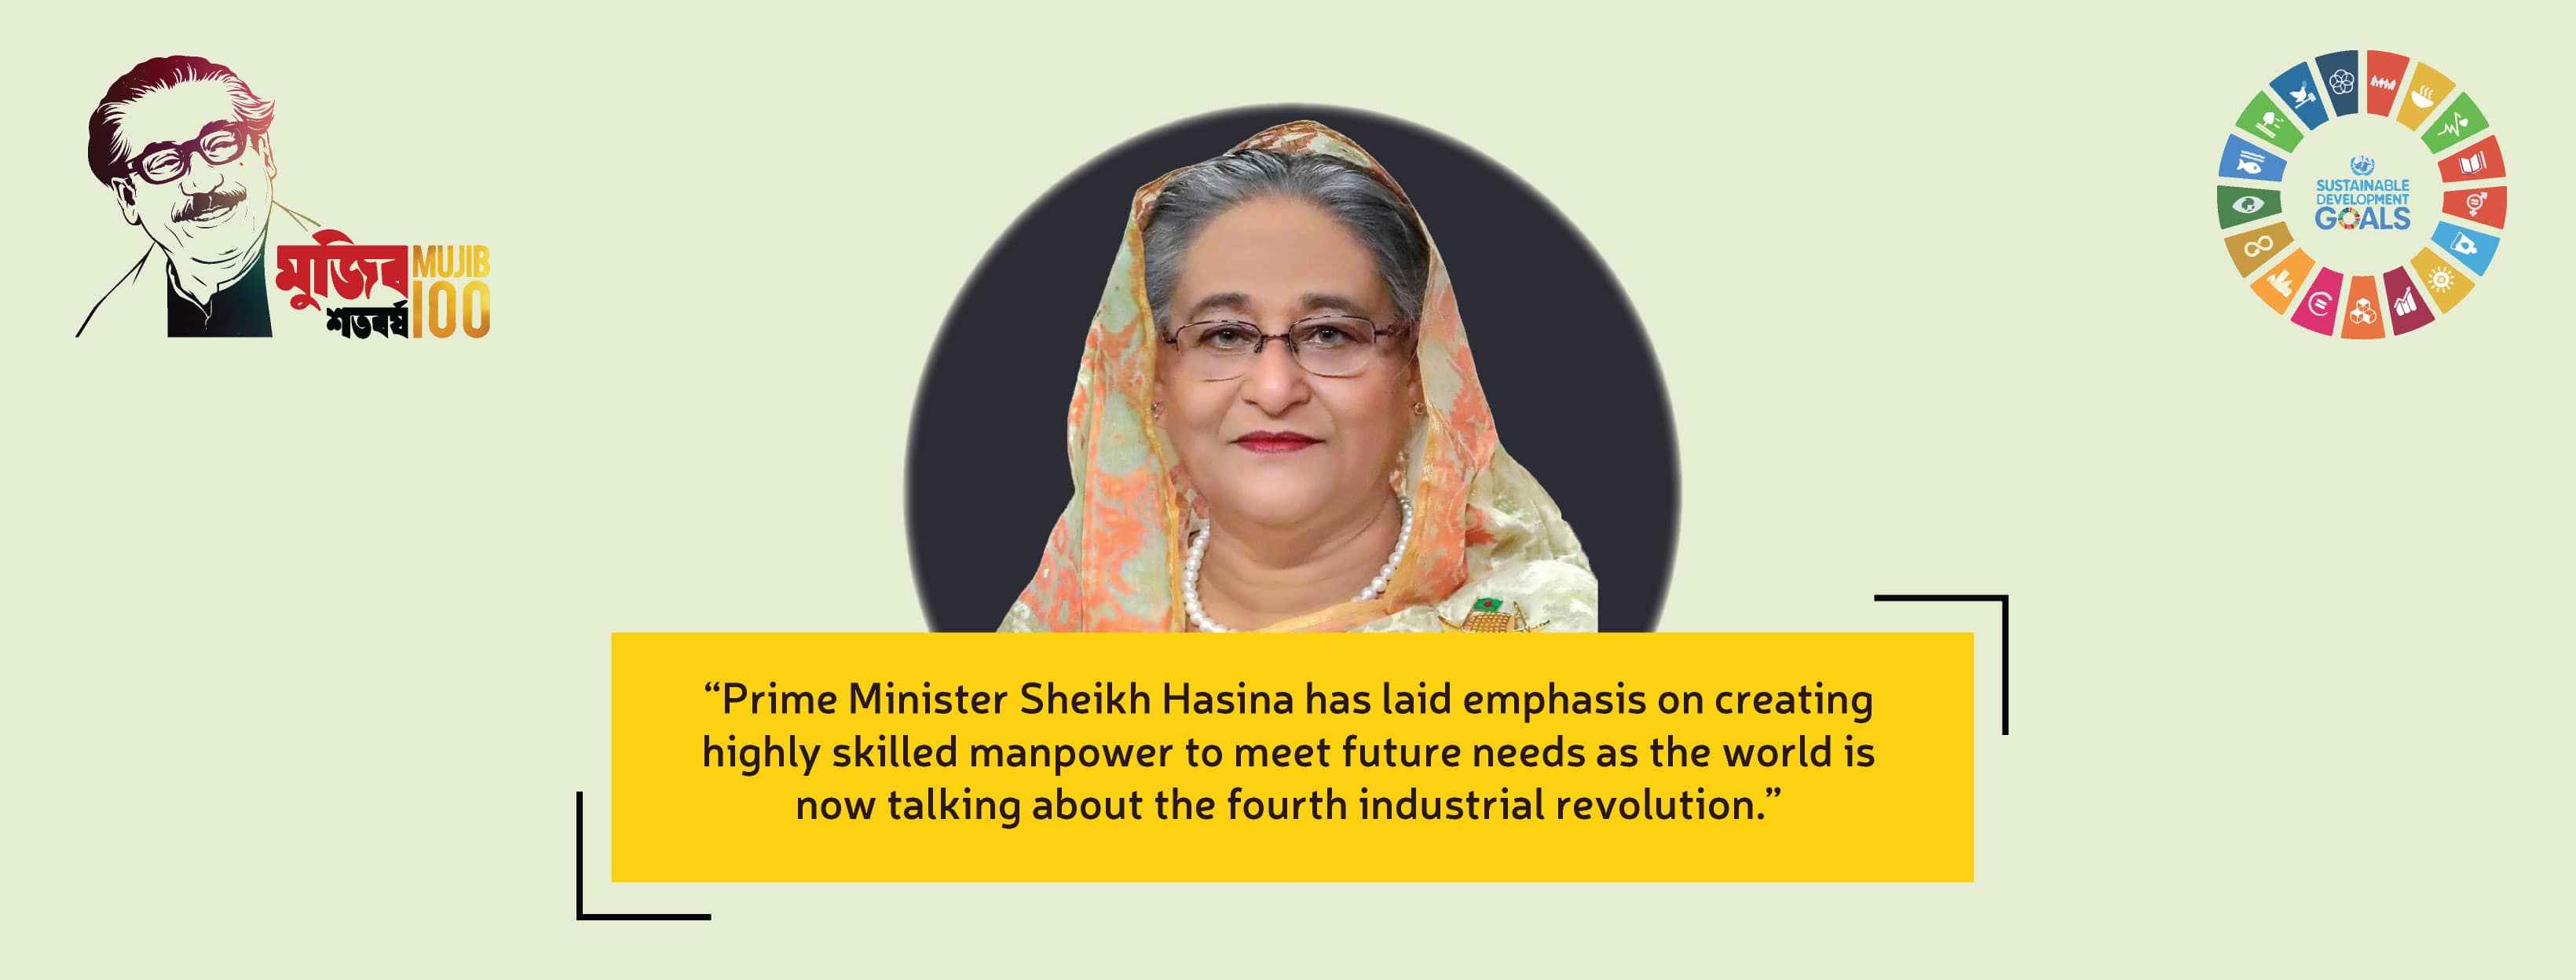 মুজিব
শতবর্ষ
MUJIB
100
SUSTAINABLE
DEVELOPMENT
GOALS
“Prime Minister Sheikh Hasina has laid emphasis on creating
highly skilled manpower to meet future needs as the world is
now talking about the fourth industrial revolution.”